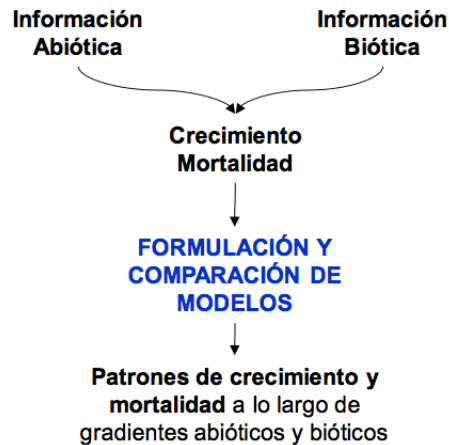 Información
Abiótica
Información
Biótica
Crecimiento
Mortalidad
FORMULACIÓN Y
COMPARACIÓN DE
MODELOS
Patrones de crecimiento y
mortalidad a lo largo de
gradientes abióticos y bióticos